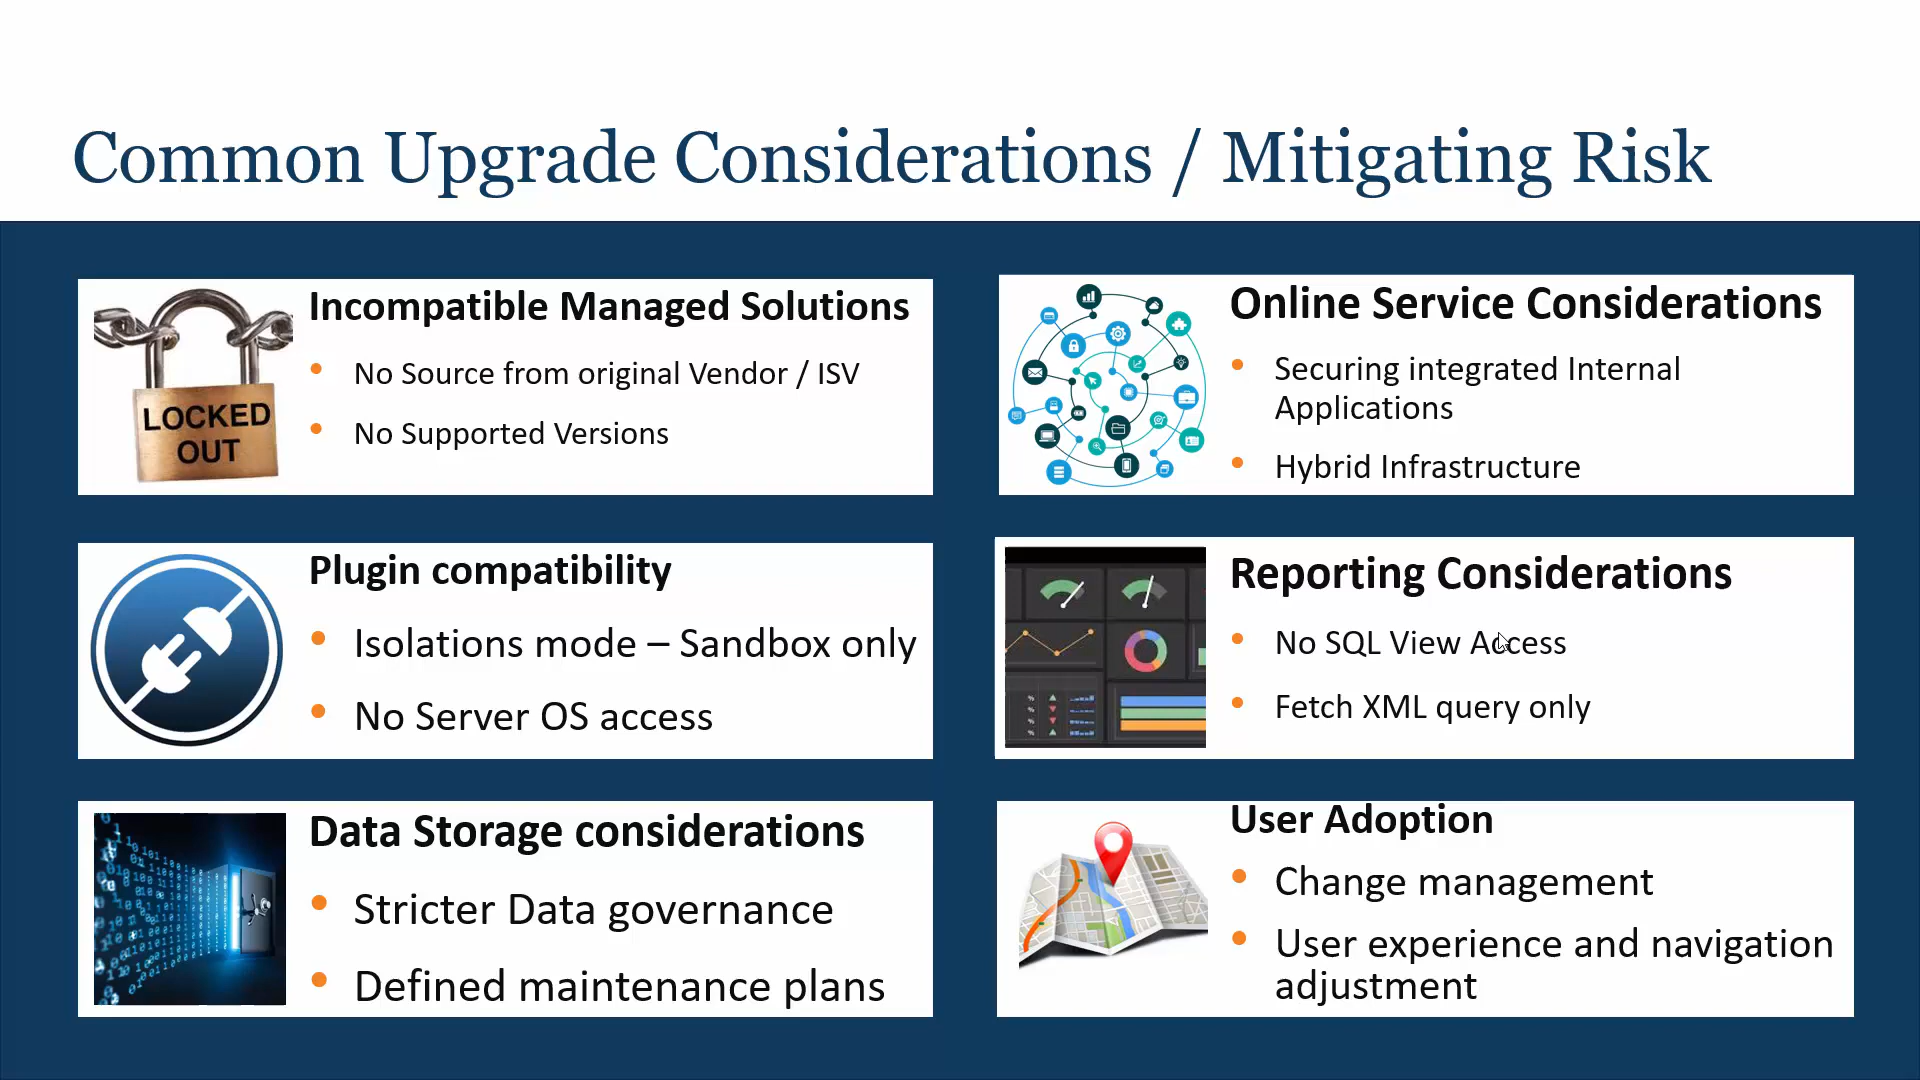 Common Upgrade Considerations / Mitigating Risk
Incompatible Managed Solutions
No Source from original Vendor / ISV
No Supported Versions
LOCKED
OUT
Online Service Considerations
Securing integrated Internal
Applications
Hybrid Infrastructure
Plugin compatibility
Isolations mode – Sandbox only
No Server OS access
Reporting Considerations
No SQL View Access
Fetch XML query only
Data Storage considerations
Stricter Data governance
Defined maintenance plans
User Adoption
Change management
User experience and navigation
adjustment